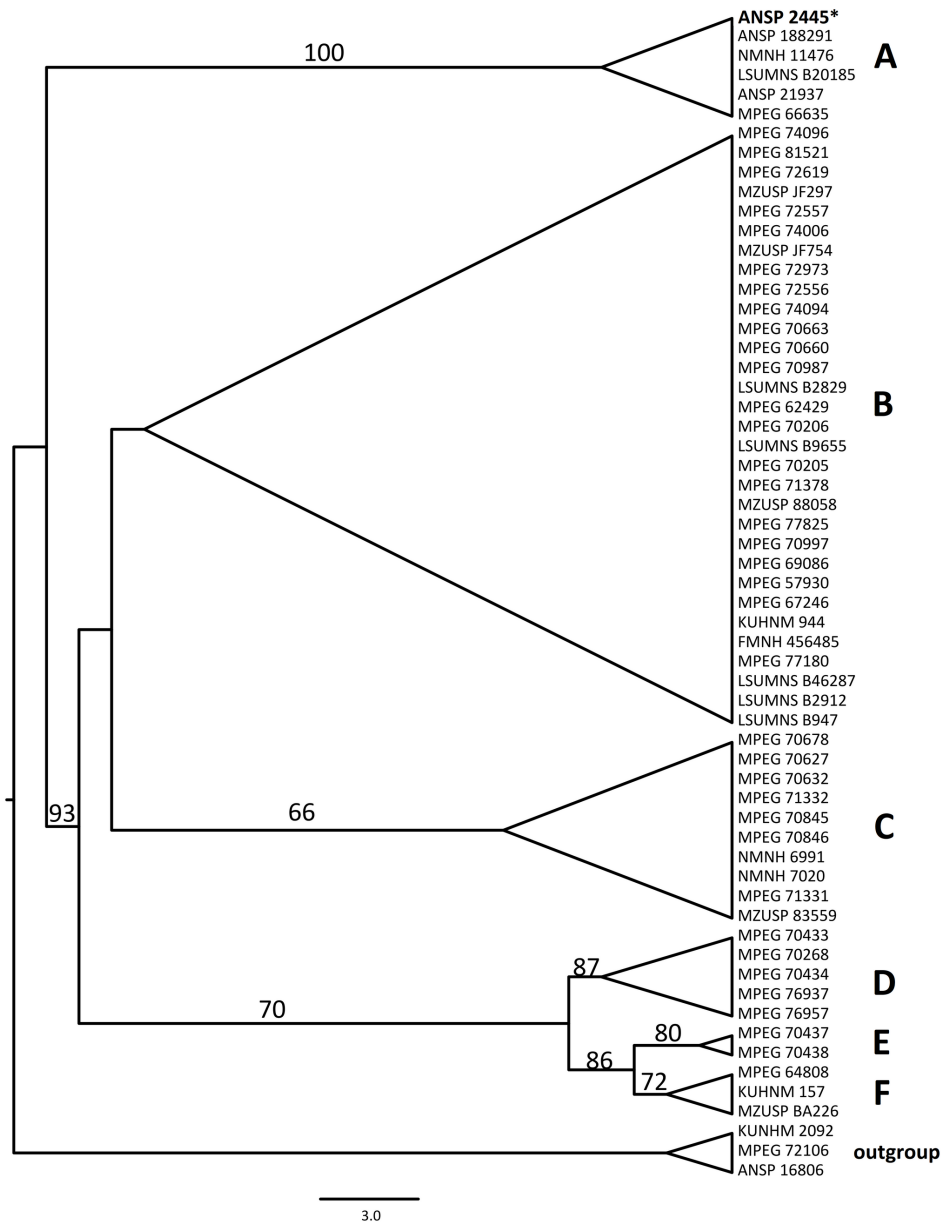 ANSP 2445*
ANSP 188291
NMNH 11476
LSUMNS B20185
ANSP 21937
MPEG 66635
A
100
MPEG 74096
MPEG 81521
MPEG 72619
MZUSP JF297
MPEG 72557
MPEG 74006
MZUSP JF754
MPEG 72973
MPEG 72556
MPEG 74094
MPEG 70663
MPEG 70660
MPEG 70987
LSUMNS B2829
MPEG 62429
MPEG 70206
LSUMNS B9655
MPEG 70205
MPEG 71378
MZUSP 88058
MPEG 77825
MPEG 70997
MPEG 69086
MPEG 57930
MPEG 67246
KUHNM 944
FMNH 456485
MPEG 77180
LSUMNS B46287
LSUMNS B2912
LSUMNS B947
B
MPEG 70678
MPEG 70627
MPEG 70632
MPEG 71332
MPEG 70845
MPEG 70846
NMNH 6991
NMNH 7020
MPEG 71331
MZUSP 83559
C
93
66
MPEG 70433
MPEG 70268
MPEG 70434
MPEG 76937
MPEG 76957
D
87
70
MPEG 70437
MPEG 70438
E
80
86
MPEG 64808
KUHNM 157
MZUSP BA226
F
72
KUNHM 2092
MPEG 72106
ANSP 16806
outgroup
3.0